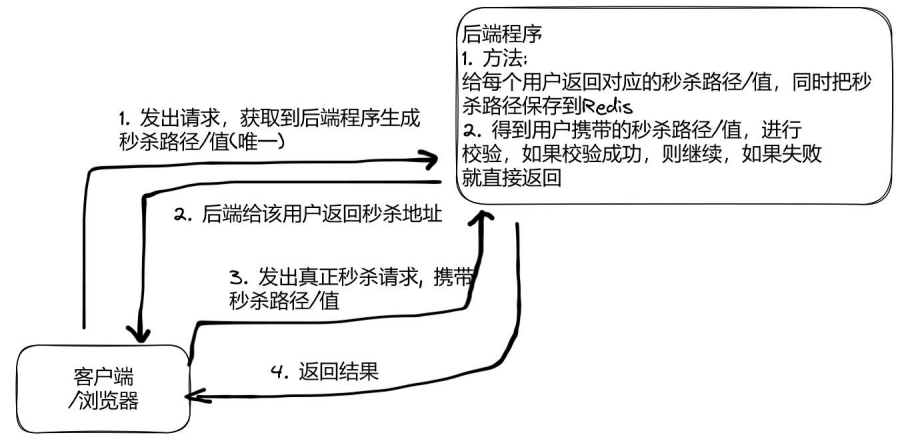 后端程序
1. 方法:
给每个用户返回对应的秒杀路径/值，同时把秒
杀路径保存到Redis
2. 得到用户携带的秒杀路径/值，进行
校验，如果校验成功，则继续，如果失败
就直接返回
1. 发出请求，获取到后端程序生成
秒杀路径/值(唯一)
2. 后端给该用户返回秒杀地址
3. 发出真正秒杀请求, 携带
秒杀路径/值
4. 返回结果
客户端
/浏览器